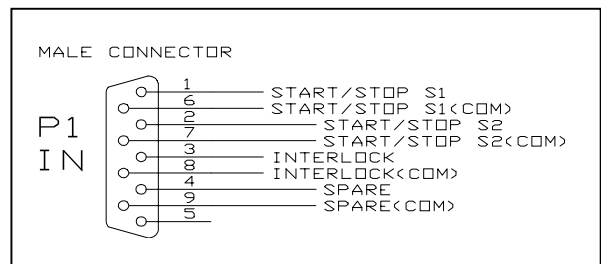 MALE CONNECTOR
P1
IN
1 START/STOP S1
6 START/STOP S1(COM)
2 START/STOP S2
7 START/STOP S2(COM)
3 INTERLOCK
8 INTERLOCK(COM)
4 SPARE
9 SPARE(COM)
5